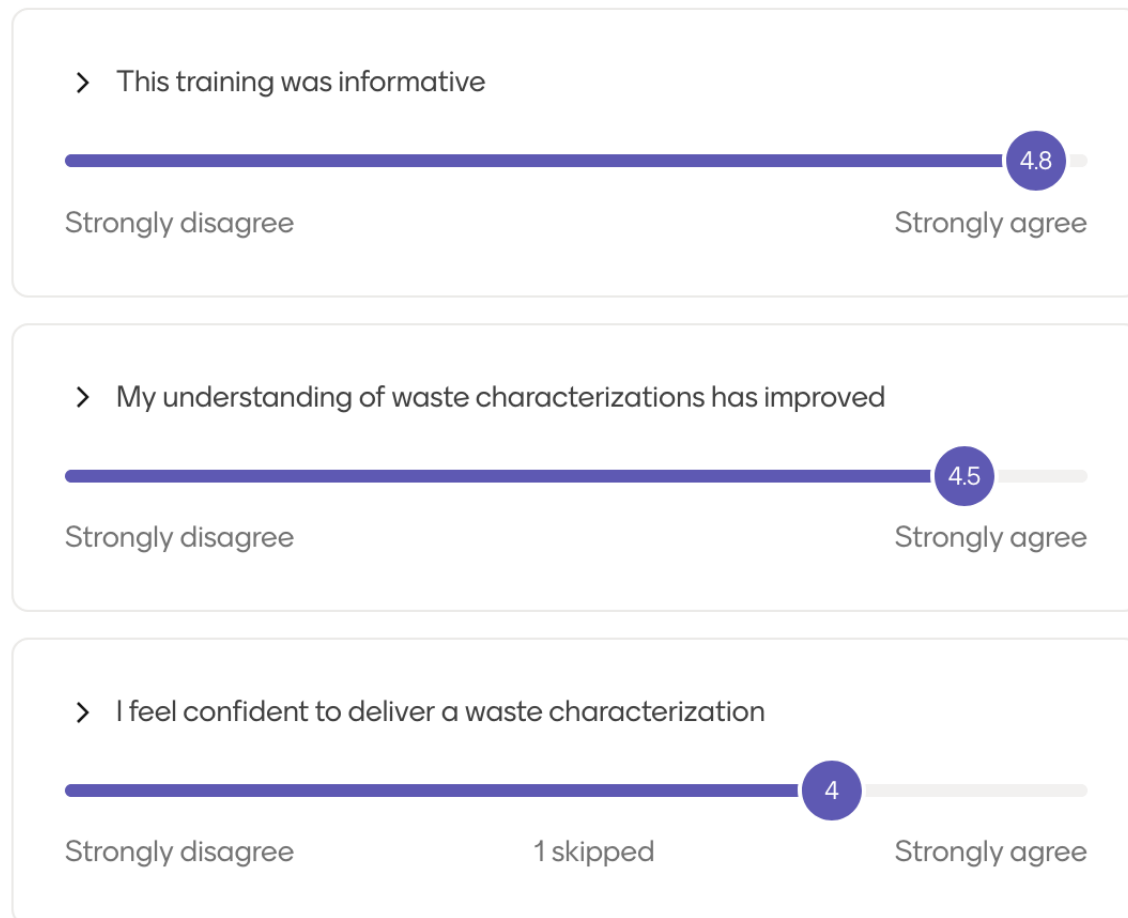 This training was informative
4.8
Strongly disagree Strongly agree
My understanding of waste characterizations has improved
4.5
Strongly disagree Strongly agree
I feel confident to deliver a waste characterization
4
Strongly disagree 1 skipped Strongly agree